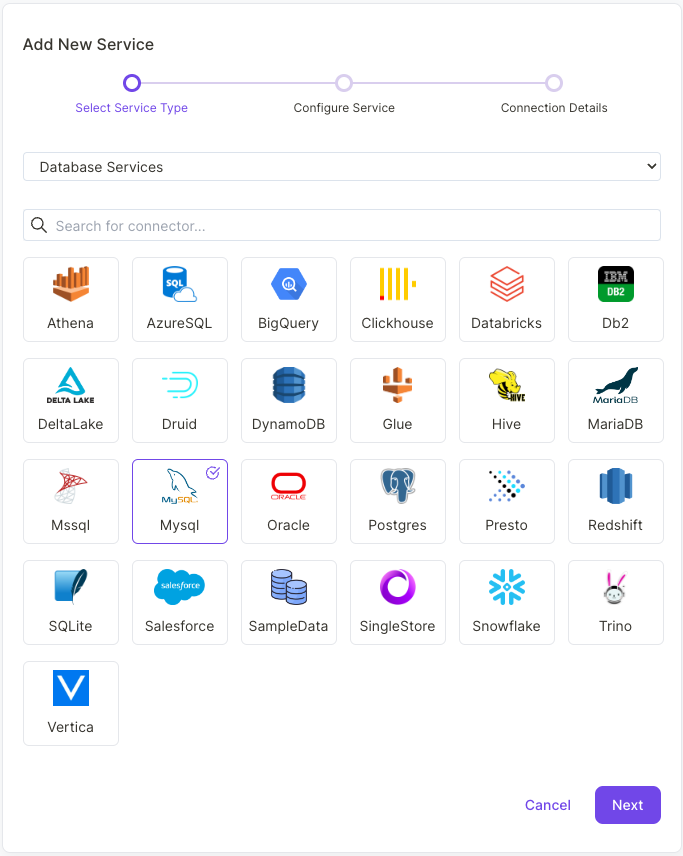 Add New Service
Select Service Type Configure Service Connection Details
Database Services
Search for connector...
SQL IBM DB2
Athena AzureSQL BigQuery Clickhouse Databricks Db2
DELTA LAKE HIVE MariaDB
DeltaLake Druid DynamoDB Glue Hive MariaDB
MySQL ORACLE
Mssql Mysql Oracle Postgres Presto Redshift
salesforce
SQLite Salesforce SampleData SingleStore Snowflake Trino
V
Vertica
Cancel Next